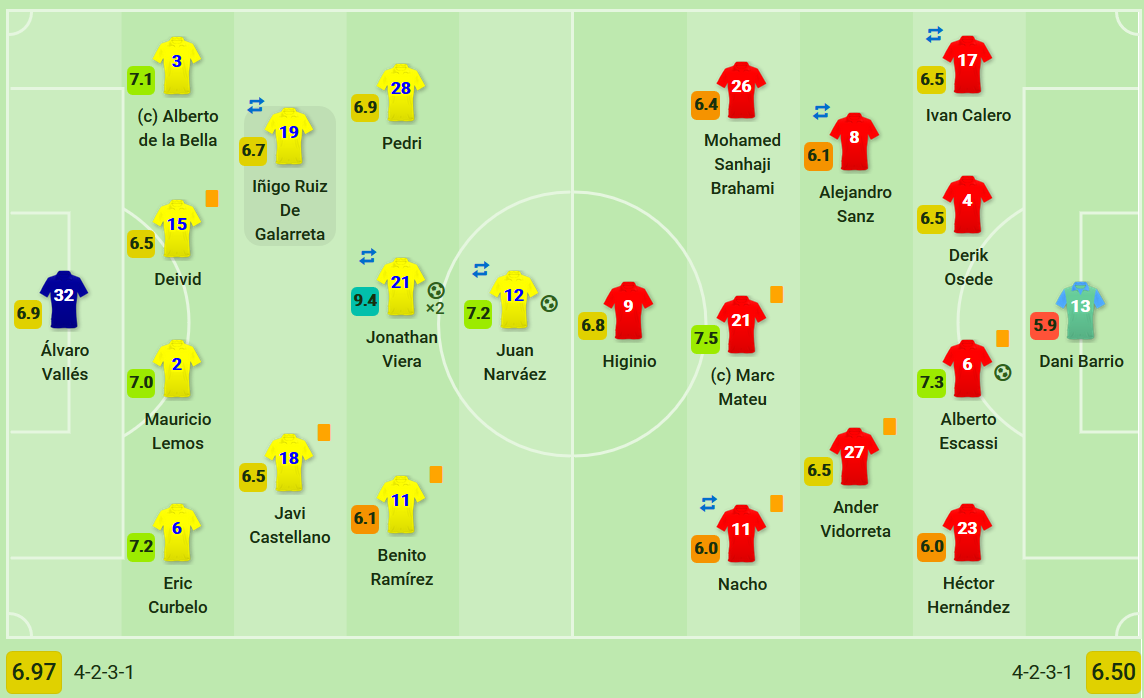 3
7.1
(c) Alberto
de la Bella
19
6.7
Iñigo Ruiz
De
Galarreta
28
6.9
Pedri
15
6.5
Deivid
32
6.9
Álvaro
Vallés
21
9.4
×2
Jonathan
Viera
12
7.2
Juan
Narváez
2
7.0
Mauricio
Lemos
18
6.5
Javi
Castellano
11
6.1
Benito
Ramírez
6
7.2
Eric
Curbelo
26
6.4
Mohamed
Sanhaji
Brahami
8
6.1
Alejandro
Sanz
17
6.5
Ivan Calero
4
6.5
Derik
Osede
9
6.8
Higinio
21
7.5
(c) Marc
Mateu
6
7.3
Alberto
Escassi
13
5.9
Dani Barrio
27
6.5
Ander
Vidorreta
11
6.0
Nacho
23
6.0
Héctor
Hernández
6.97 4-2-3-1
4-2-3-1 6.50